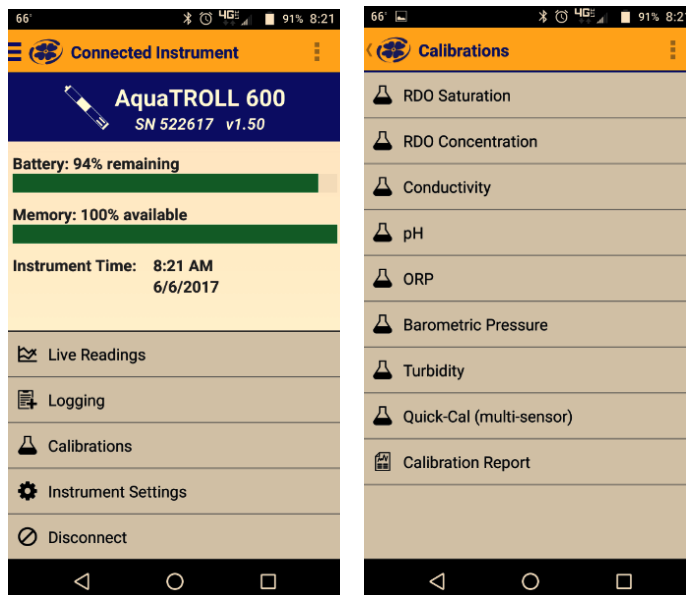 66°
4G
91%
8:21
Connected Instrument
AquaTROLL 600
SN 522617 v1.50
Battery: 94% remaining
Memory: 100% available
Instrument Time: 8:21 AM
6/6/2017
Live Readings
Logging
Calibrations
Instrument Settings
Disconnect
66°
4G
91%
8:2
Calibrations
RDO Saturation
RDO Concentration
Conductivity
pH
ORP
Barometric Pressure
Turbidity
Quick-Cal (multi-sensor)
Calibration Report